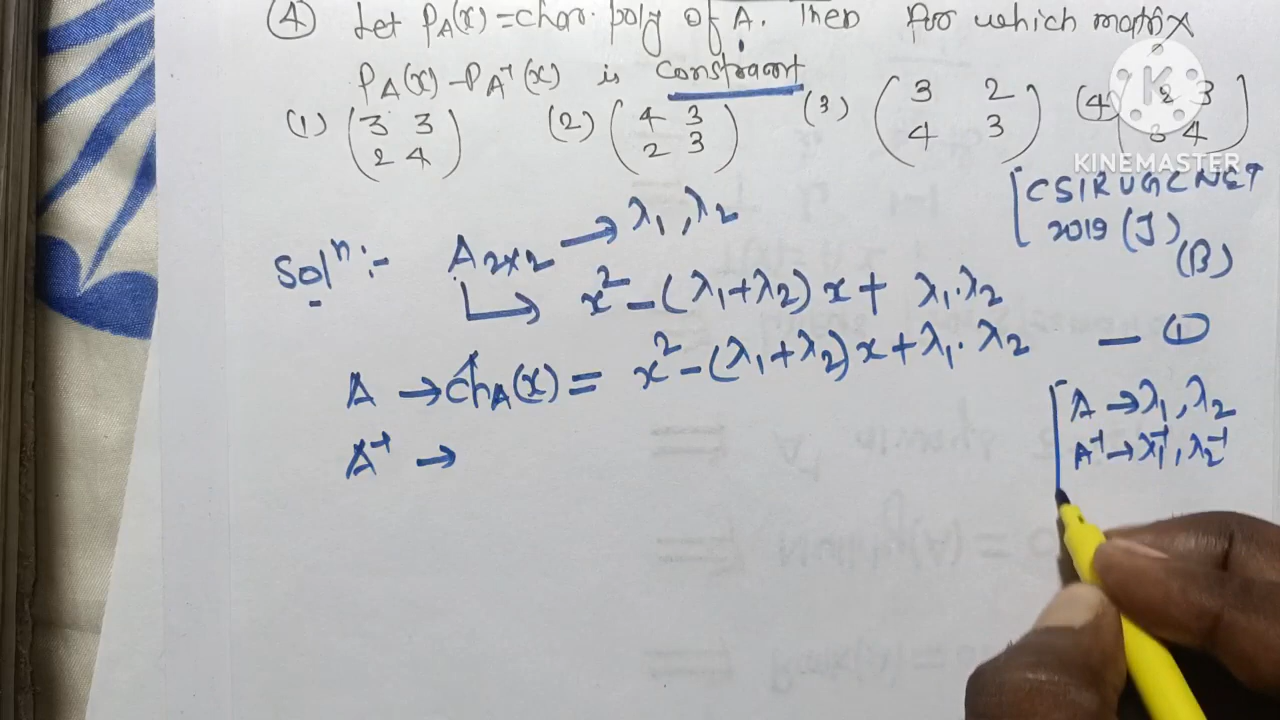 (4) Let PA(x) = char. poly of A. Then for which matrix
PA(x) - PA⁻¹(x) is constraont
(1) (3 3 (2) (4 3 (3) (3 2 (4) (2 3
2 4) 2 3) 4 3) 3 4)
KINEMASTER
[CSIR UGC NET
2019 (J)
(B)
Solⁿ:- A2x2 → λ1, λ2
↳ x² - (λ1+λ2)x + λ1.λ2
A → chA(x) = x² - (λ1+λ2)x + λ1.λ2 — (1)
A⁻¹ →
[A → λ1, λ2
A⁻¹ → λ1⁻¹, λ2⁻¹